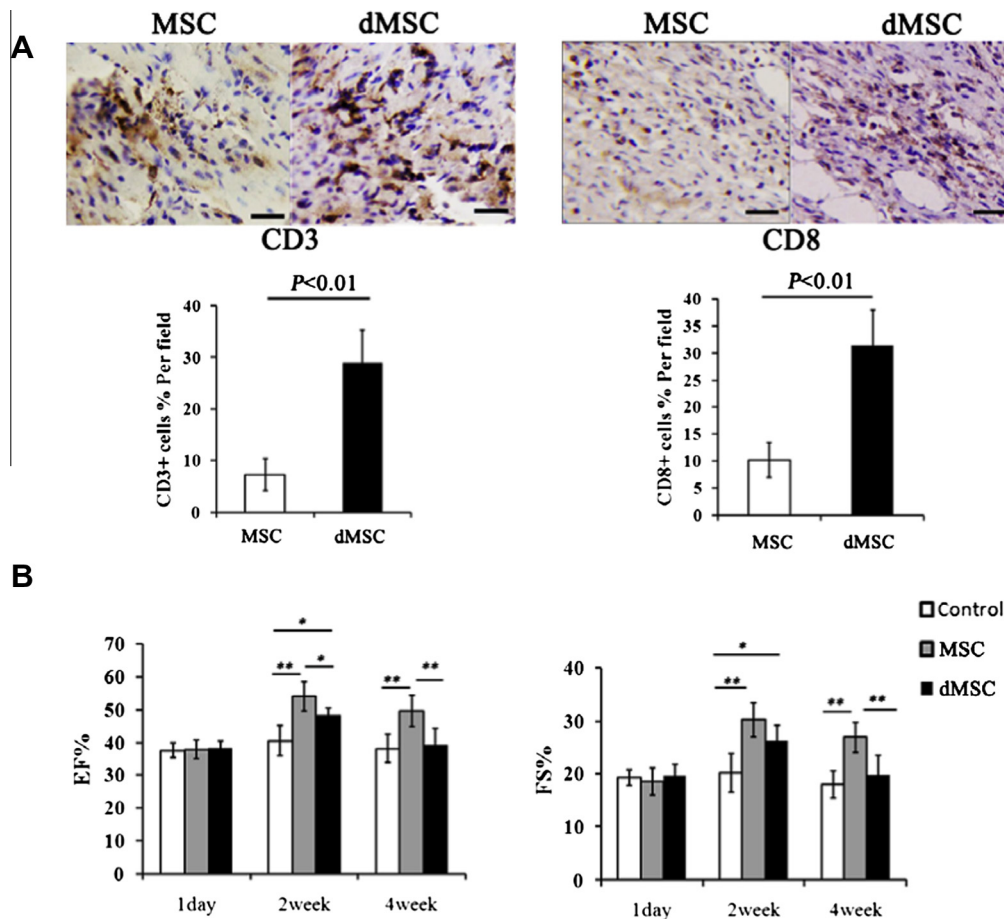 A
MSC dMSC
MSC dMSC
CD3
CD8
P<0.01
CD3+ cells % Per field
40
30
20
10
0
MSC dMSC
P<0.01
CD8+ cells % Per field
40
35
30
25
20
15
10
5
0
MSC dMSC
B
EF%
70
60
50
40
30
20
10
0
*
** *
** **
1day 2week 4week
FS%
40
30
20
10
0
*
**
** **
1day 2week 4week
Control
MSC
dMSC